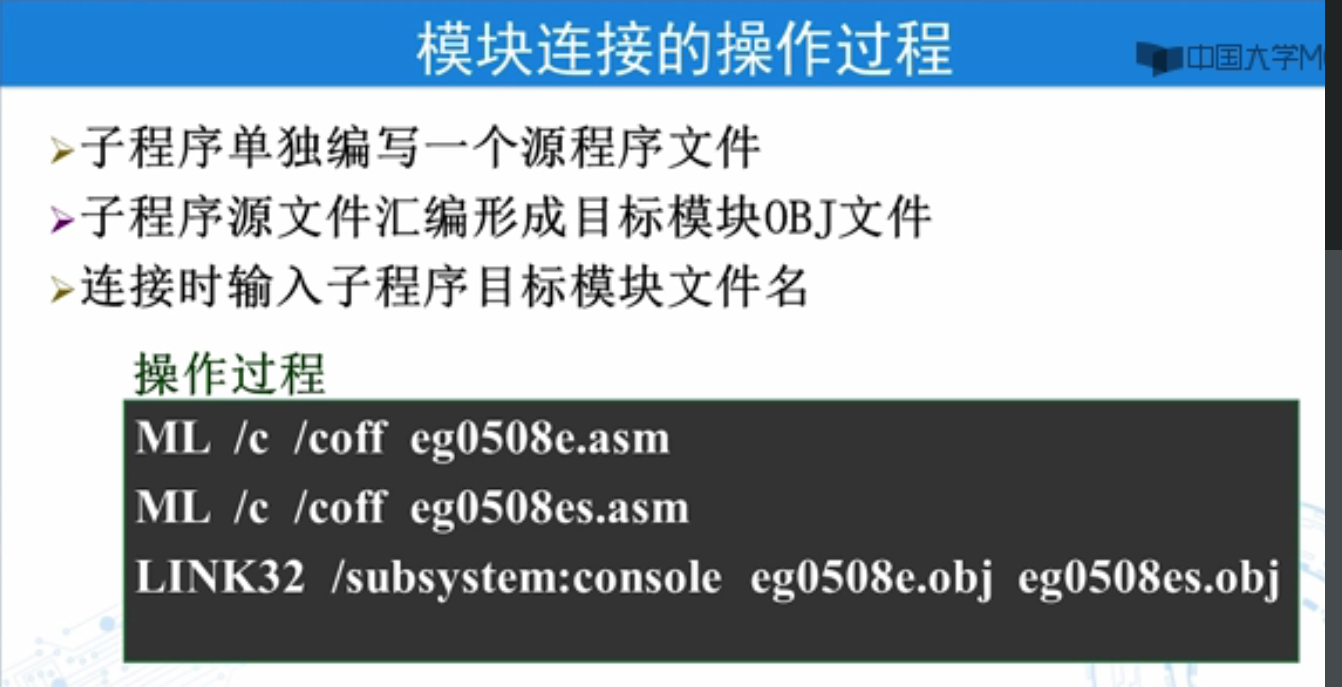 模块连接的操作过程
中国大学M
子程序单独编写一个源程序文件
子程序源文件汇编形成目标模块OBJ文件
连接时输入子程序目标模块文件名
操作过程
ML /c /coff eg0508e.asm
ML /c /coff eg0508es.asm
LINK32 /subsystem:console eg0508e.obj eg0508es.obj